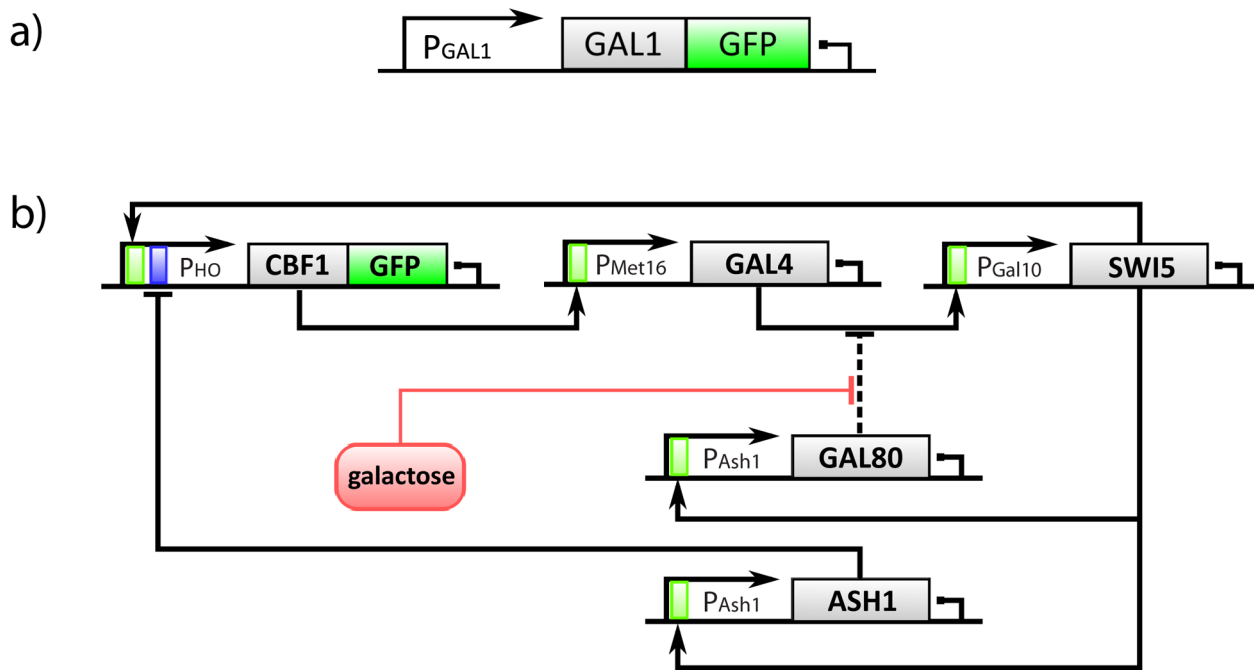 a)
PGAL1 GAL1 GFP
b)
PHO CBF1 GFP PMet16 GAL4 PGal10 SWI5
galactose
PAsh1 GAL80
PAsh1 ASH1